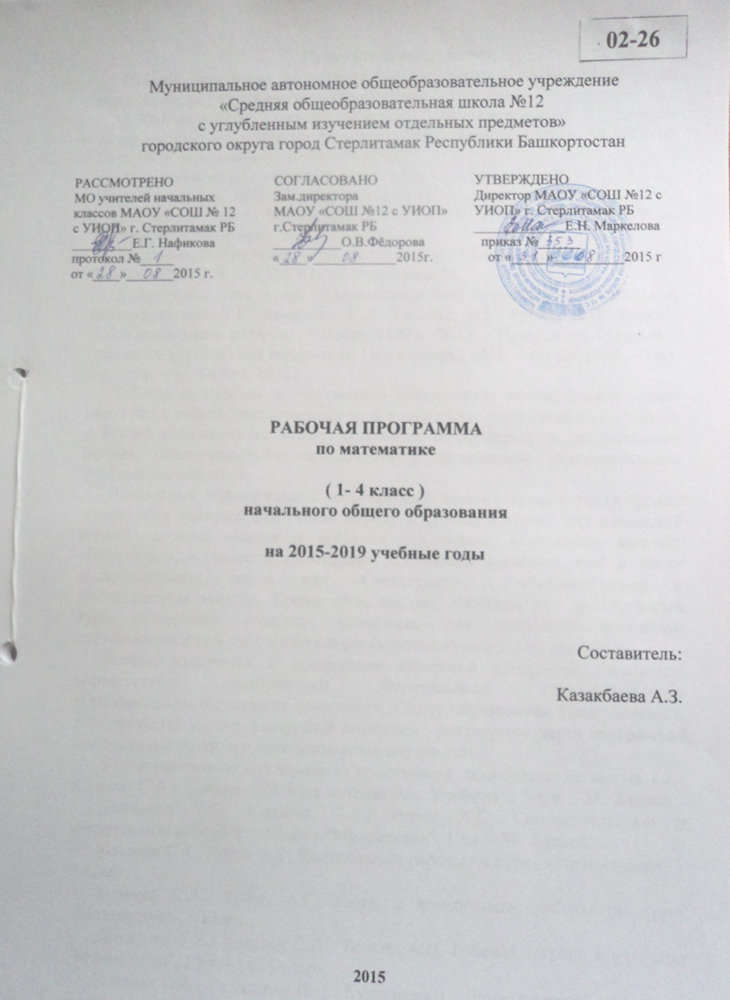 02-26
Муниципальное автономное общеобразовательное учреждение
«Средняя общеобразовательная школа №12
с углубленным изучением отдельных предметов»
городского округа город Стерлитамак Республики Башкортостан
РАССМОТРЕНО
МО учителей начальных
классов МАОУ «СОШ № 12
с УИОП» г. Стерлитамак РБ
Е.Г. Нафикова
протокол № 1
от «28» 08 2015 г.
СОГЛАСОВАНО
Зам.директора
МАОУ «СОШ №12 с УИОП»
г.Стерлитамак РБ
О.В.Фёдорова
«28» 08 2015г.
УТВЕРЖДЕНО
Директор МАОУ «СОШ №12 с
УИОП» г. Стерлитамак РБ
Е.Н. Маркелова
приказ № 353
от «31» 08 2015 г
РАБОЧАЯ ПРОГРАММА
по математике
( 1- 4 класс )
начального общего образования
на 2015-2019 учебные годы
Составитель:
Казакбаева А.З.
2015